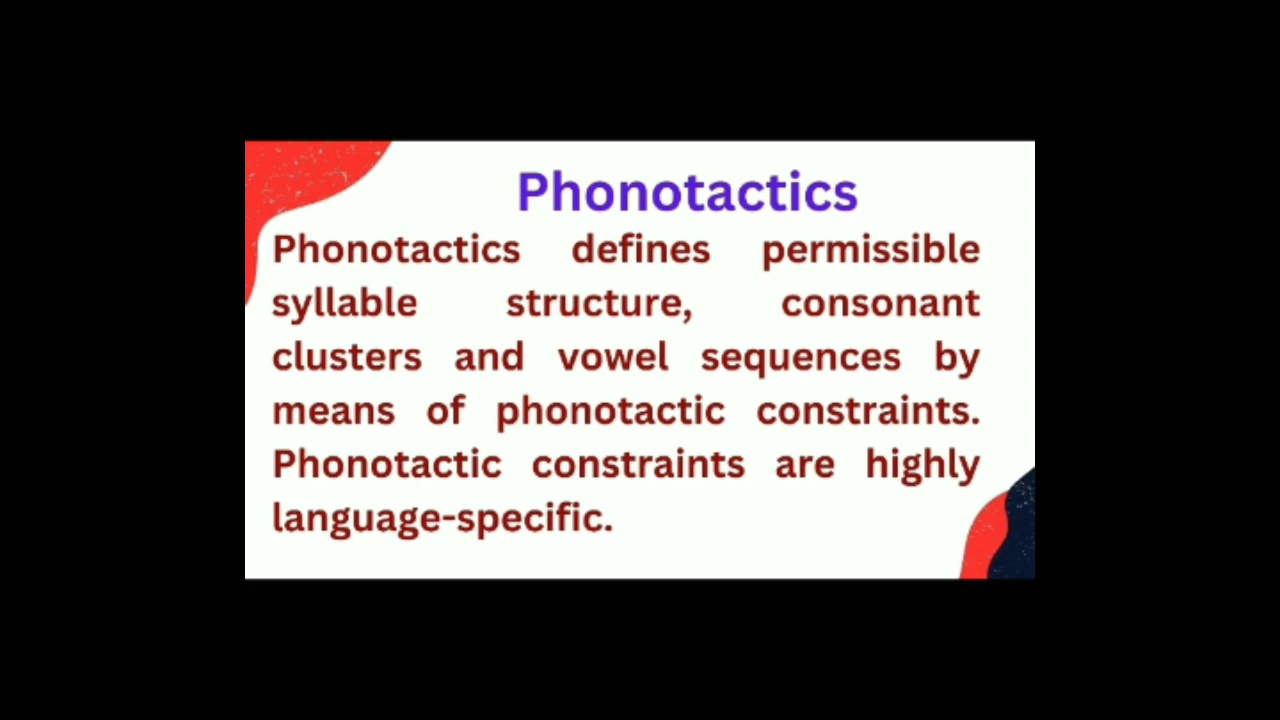 Phonotactics
Phonotactics defines permissible
syllable structure, consonant
clusters and vowel sequences by
means of phonotactic constraints.
Phonotactic constraints are highly
language-specific.